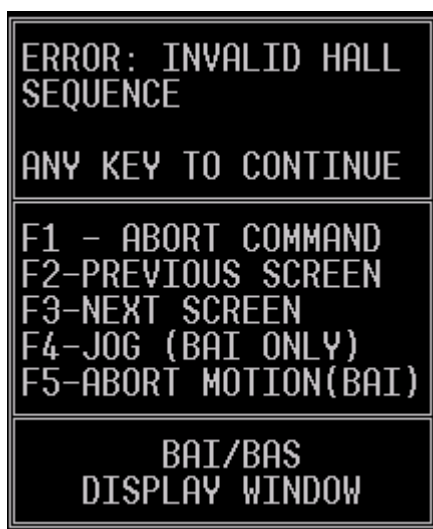 ERROR: INVALID HALL
SEQUENCE
ANY KEY TO CONTINUE
F1 - ABORT COMMAND
F2-PREVIOUS SCREEN
F3-NEXT SCREEN
F4-JOG (BAI ONLY)
F5-ABORT MOTION(BAI)
BAI/BAS
DISPLAY WINDOW